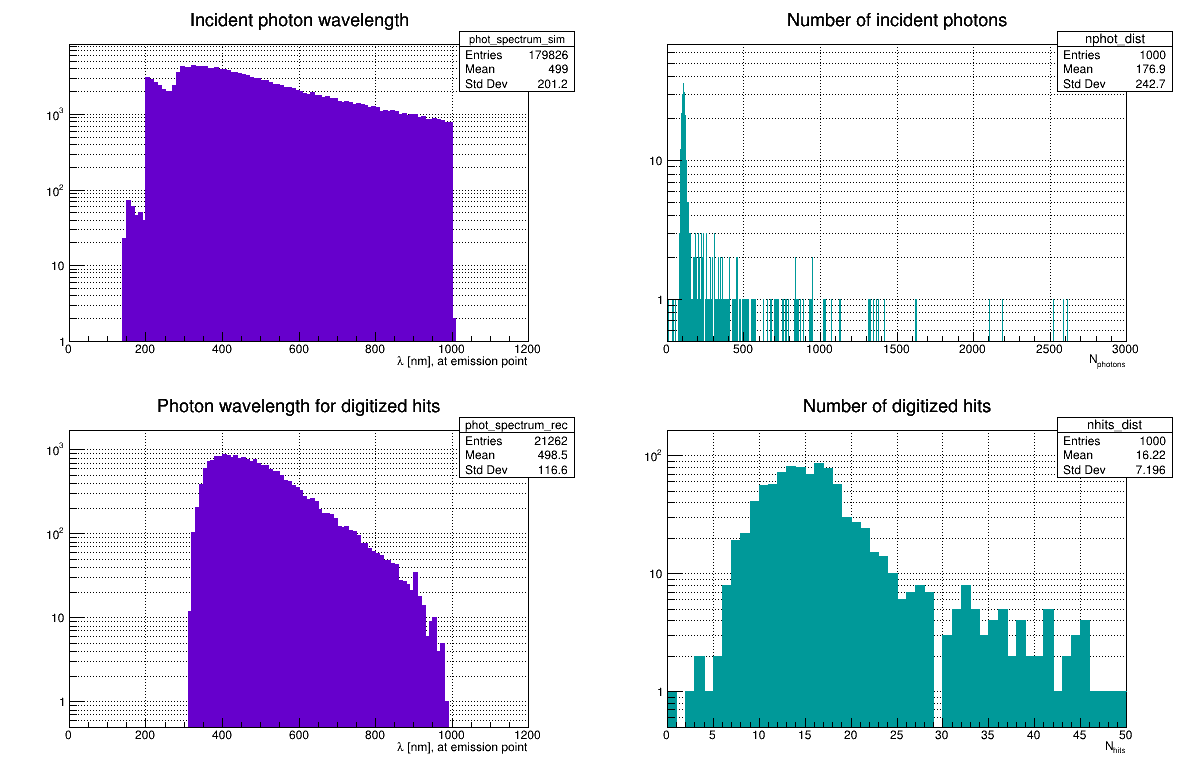 Incident photon wavelength
phot_spectrum_sim
Entries 179826
Mean 499
Std Dev 201.2
10³
10²
10
1
0 200 400 600 800 1000 1200
λ [nm], at emission point
Number of incident photons
nphot_dist
Entries 1000
Mean 176.9
Std Dev 242.7
10
1
0 500 1000 1500 2000 2500 3000
N_photons
Photon wavelength for digitized hits
phot_spectrum_rec
Entries 21262
Mean 498.5
Std Dev 116.6
10³
10²
10
1
0 200 400 600 800 1000 1200
λ [nm], at emission point
Number of digitized hits
nhits_dist
Entries 1000
Mean 16.22
Std Dev 7.196
10²
10
1
0 5 10 15 20 25 30 35 40 45 50
N_hits